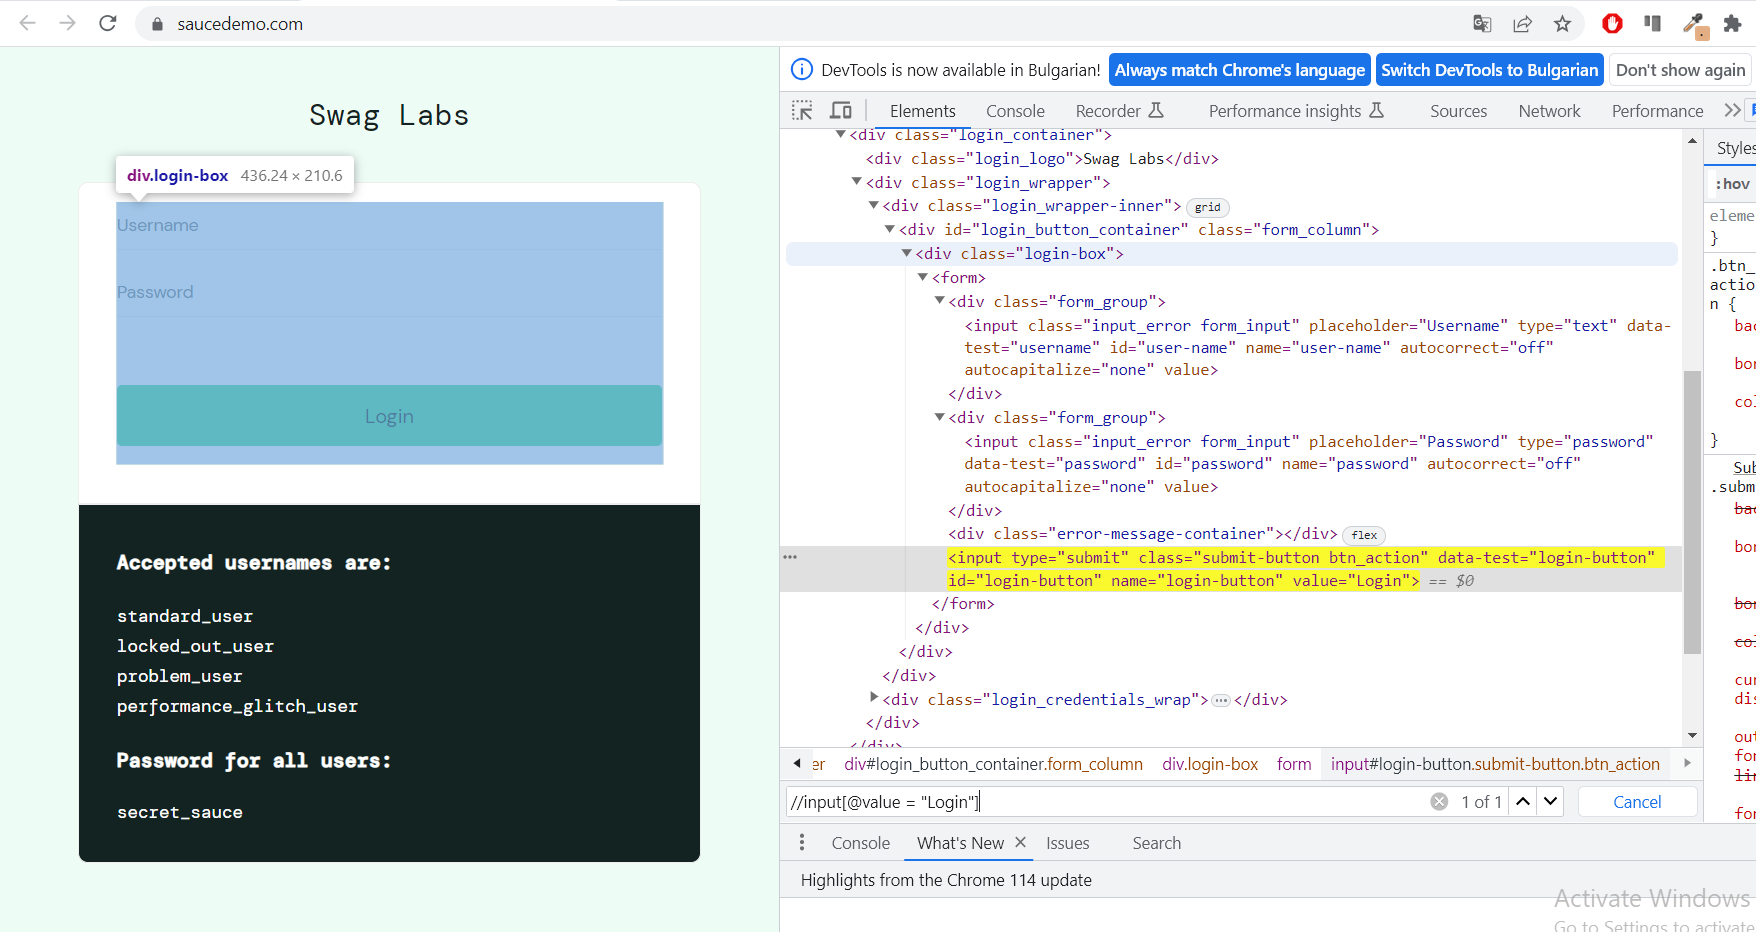 saucedemo.com
Swag Labs
div.login-box 436.24 × 210.6
Username
Password
Login
Accepted usernames are:
standard_user
locked_out_user
problem_user
performance_glitch_user
Password for all users:
secret_sauce
DevTools is now available in Bulgarian! Always match Chrome's language Switch DevTools to Bulgarian Don't show again
Elements Console Recorder Performance insights Sources Network Performance
<div class="login_container">
<div class="login_logo">Swag Labs</div>
<div class="login_wrapper">
<div class="login_wrapper-inner"> grid
<div id="login_button_container" class="form_column">
<div class="login-box">
<form>
<div class="form_group">
<input class="input_error form_input" placeholder="Username" type="text" data-
test="username" id="user-name" name="user-name" autocorrect="off"
autocapitalize="none" value>
</div>
<div class="form_group">
<input class="input_error form_input" placeholder="Password" type="password"
data-test="password" id="password" name="password" autocorrect="off"
autocapitalize="none" value>
</div>
<div class="error-message-container"></div> flex
<input type="submit" class="submit-button btn_action" data-test="login-button"
id="login-button" name="login-button" value="Login"> == $0
</form>
</div>
</div>
</div>
<div class="login_credentials_wrap">…</div>
</div>
</div>
er div#login_button_container.form_column div.login-box form input#login-button.submit-button.btn_action
//input[@value = "Login"] 1 of 1 Cancel
Console What's New Issues Search
Highlights from the Chrome 114 update
Styles
:hov
eleme
}
.btn_
actio
n {
bac
bor
col
}
Sub
.subm
bac
bor
bor
col
cur
dis
out
for
lin
for
Activate Windows
Go to Settings to activate